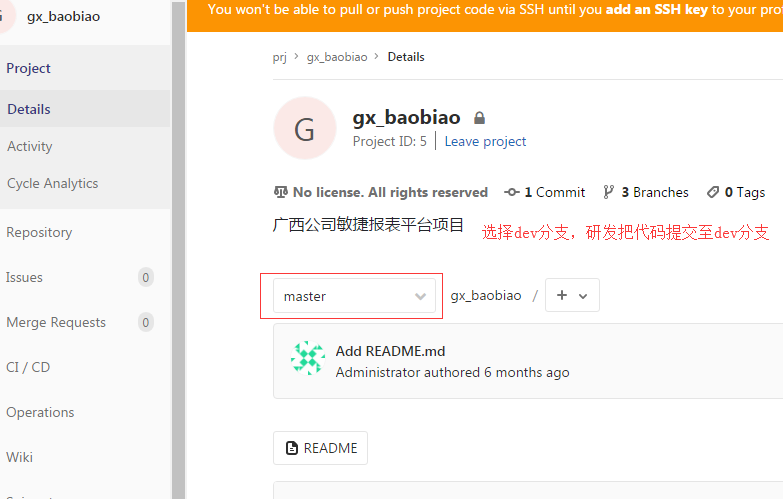 gx_baobiao
You won't be able to pull or push project code via SSH until you add an SSH key to your
Project
prj > gx_baobiao > Details
Details
gx_baobiao
Activity
G
Project ID: 5 | Leave project
Cycle Analytics
No license. All rights reserved 1 Commit 3 Branches 0 Tags
广西公司敏捷报表平台项目
选择dev分支，研发把代码提交至dev分支
Repository
Issues 0
master
gx_baobiao / +
Merge Requests 0
Add README.md
CI / CD
Administrator authored 6 months ago
Operations
README
Wiki